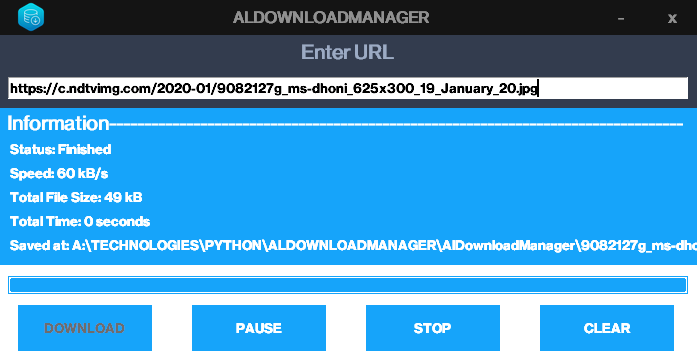 ALDOWNLOADMANAGER
- x
Enter URL
https://c.ndtvimg.com/2020-01/9082127g_ms-dhoni_625x300_19_January_20.jpg
Information--------------------------------------------------------------------------------
Status: Finished
Speed: 60 kB/s
Total File Size: 49 kB
Total Time: 0 seconds
Saved at: A:\TECHNOLOGIES\PYTHON\ALDOWNLOADMANAGER\AlDownloadManager\9082127g_ms-dho
DOWNLOAD PAUSE STOP CLEAR